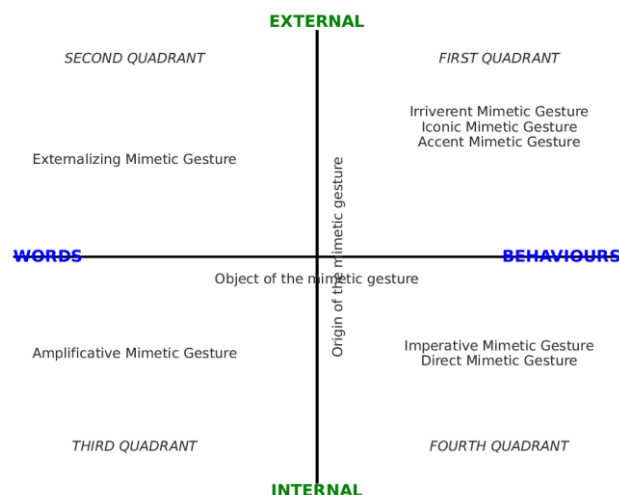 EXTERNAL
SECOND QUADRANT
FIRST QUADRANT
Irriverent Mimetic Gesture
Iconic Mimetic Gesture
Accent Mimetic Gesture
Externalizing Mimetic Gesture
Origin of the mimetic gesture
WORDS
BEHAVIOURS
Object of the mimetic gesture
Amplificative Mimetic Gesture
Imperative Mimetic Gesture
Direct Mimetic Gesture
THIRD QUADRANT
FOURTH QUADRANT
INTERNAL